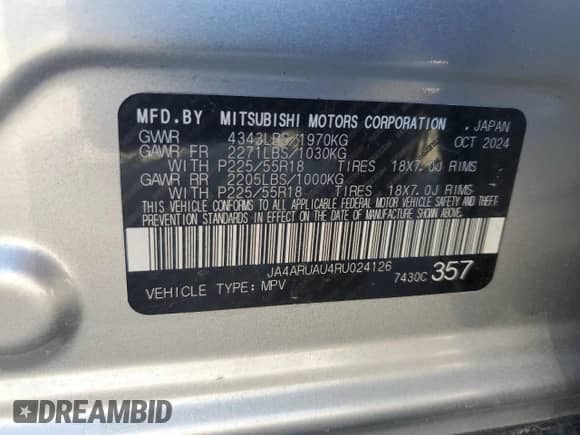 MFD.BY MITSUBISHI MOTORS CORPORATION, JAPAN
GVWR 4343LBS/1970KG OCT 2024
GAWR FR 2271LBS/1030KG
WITH P225/55R18 TIRES 18X7.0J RIMS
GAWR RR 2205LBS/1000KG
WITH P225/55R18 TIRES 18X7.0J RIMS
THIS VEHICLE CONFORMS TO ALL APPLICABLE FEDERAL MOTOR VEHICLE SAFETY AND THEFT
PREVENTION STANDARDS IN EFFECT ON THE DATE OF MANUFACTURE SHOWN ABOVE.
JA4ARUAU4RU024126
VEHICLE TYPE: MPV 7430C 357
DREAMBID